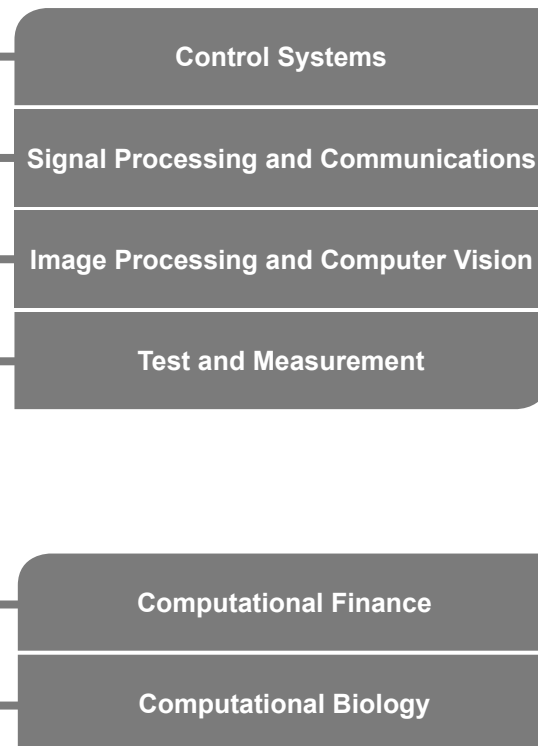 Control Systems
Signal Processing and Communications
Image Processing and Computer Vision
Test and Measurement
Computational Finance
Computational Biology